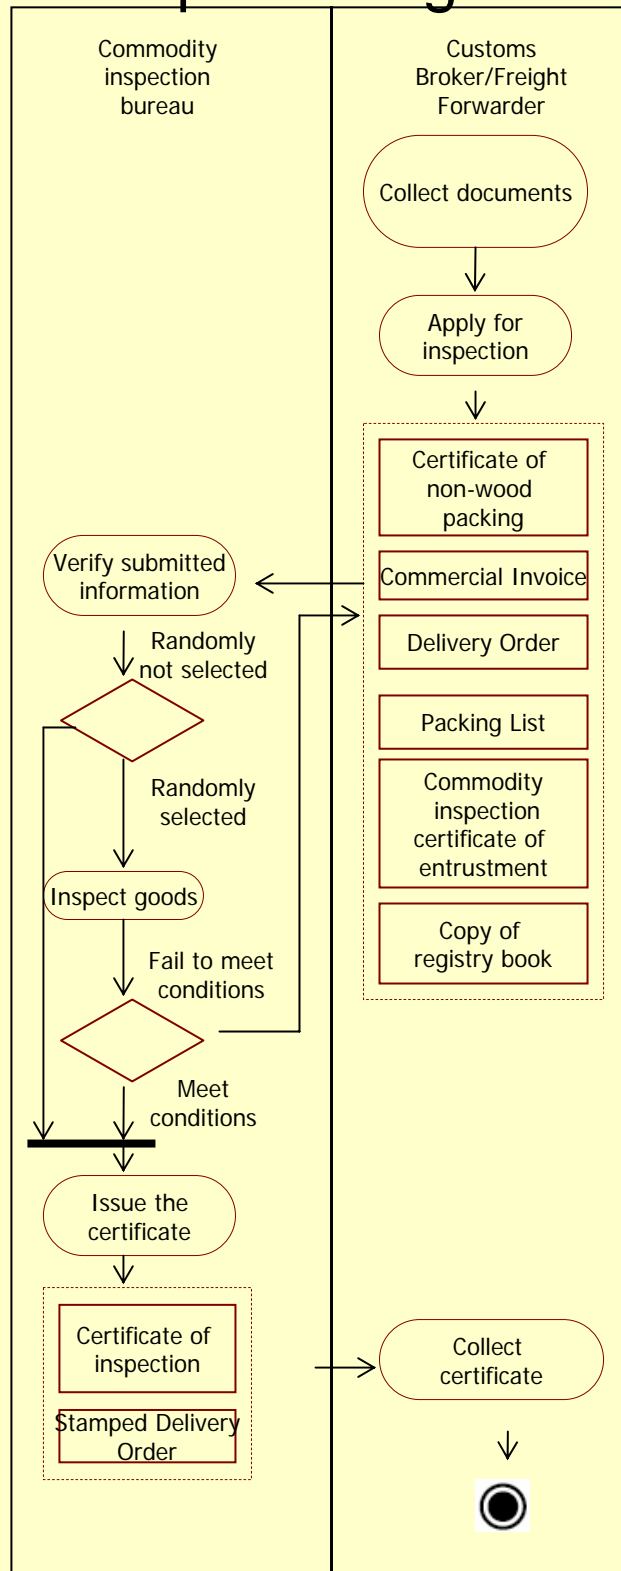 Commodity
inspection
bureau
Customs
Broker/Freight
Forwarder
Collect documents
Apply for
inspection
Certificate of
non-wood
packing
Commercial Invoice
Delivery Order
Packing List
Commodity
inspection
certificate of
entrustment
Copy of
registry book
Verify submitted
information
Randomly
not selected
Randomly
selected
Inspect goods
Fail to meet
conditions
Meet
conditions
Issue the
certificate
Certificate of
inspection
Stamped Delivery
Order
Collect
certificate